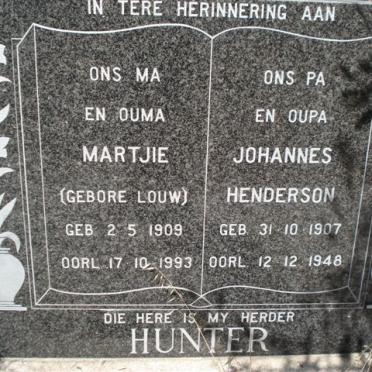 IN TERE HERINNERING AAN
ONS MA
EN OUMA
MARTJIE
(GEBORE LOUW)
GEB 2·5·1909
OORL 17·10·1993
ONS PA
EN OUPA
JOHANNES
HENDERSON
GEB 31·10·1907
OORL 12·12·1948
DIE HERE IS MY HERDER
HUNTER